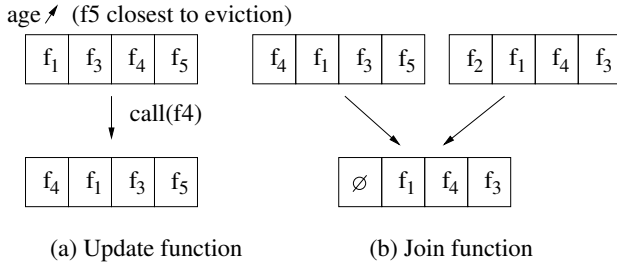 age ↗ (f5 closest to eviction)
f₁ f₃ f₄ f₅
f₄ f₁ f₃ f₅
f₂ f₁ f₄ f₃
call(f4)
f₄ f₁ f₃ f₅
∅ f₁ f₄ f₃
(a) Update function
(b) Join function